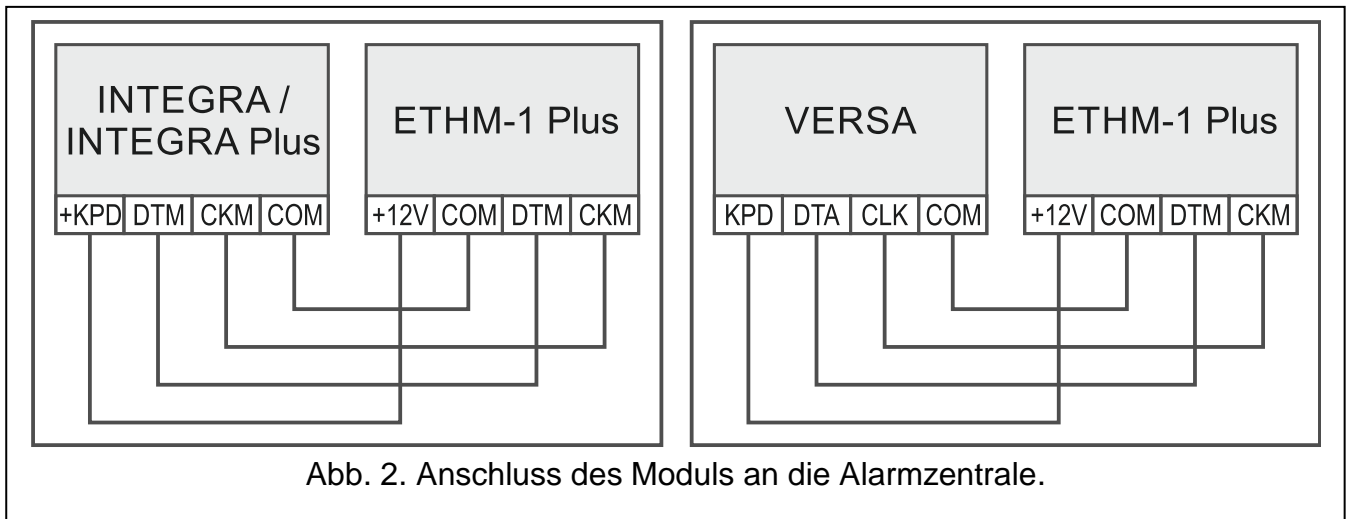 INTEGRA /
INTEGRA Plus
+KPD DTM CKM COM
ETHM-1 Plus
+12V COM DTM CKM
VERSA
KPD DTA CLK COM
ETHM-1 Plus
+12V COM DTM CKM
Abb. 2. Anschluss des Moduls an die Alarmzentrale.